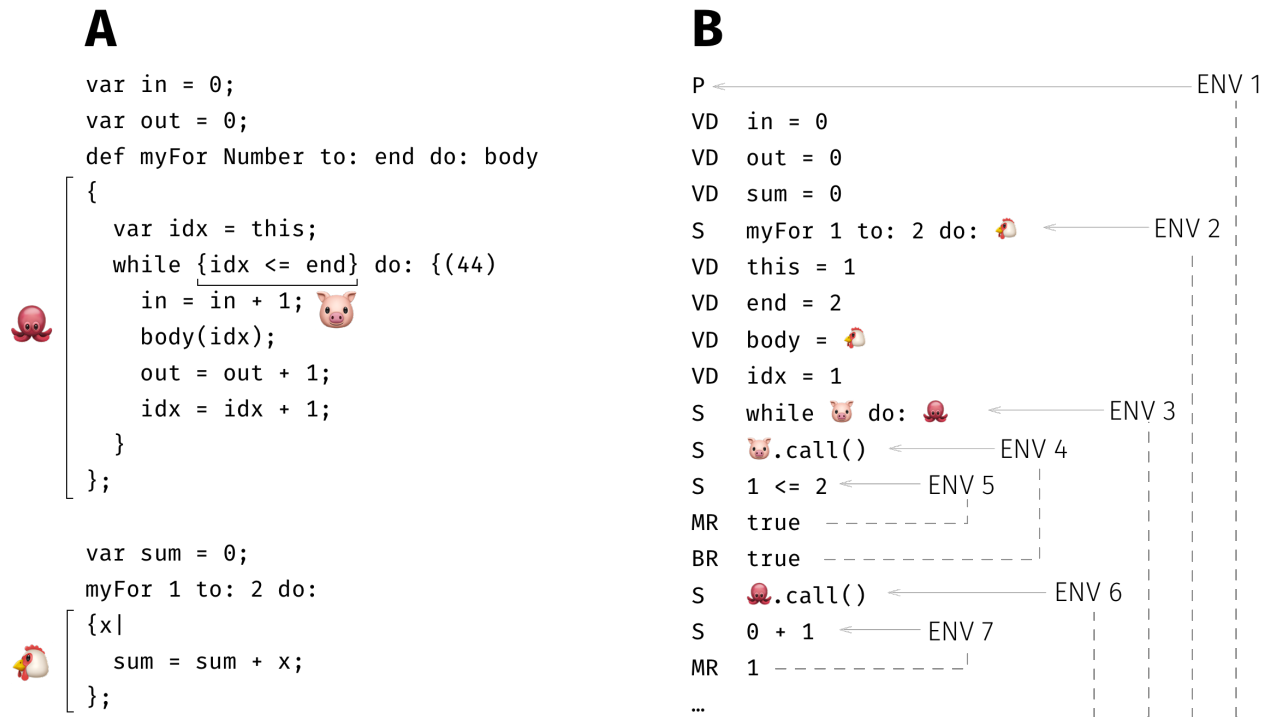 A
var in = 0;
var out = 0;
def myFor Number to: end do: body
{
  var idx = this;
  while {idx <= end} do: {(44)
    in = in + 1; 🐷
    body(idx);
🐙
    out = out + 1;
    idx = idx + 1;
  }
};
var sum = 0;
myFor 1 to: 2 do:
{x|
🐔
  sum = sum + x;
};
B
P ENV 1
VD in = 0
VD out = 0
VD sum = 0
S myFor 1 to: 2 do: 🐔 ENV 2
VD this = 1
VD end = 2
VD body = 🐔
VD idx = 1
S while 🐷 do: 🐙 ENV 3
S 🐷.call() ENV 4
S 1 <= 2 ENV 5
MR true
BR true
S 🐙.call() ENV 6
S 0 + 1 ENV 7
MR 1
…